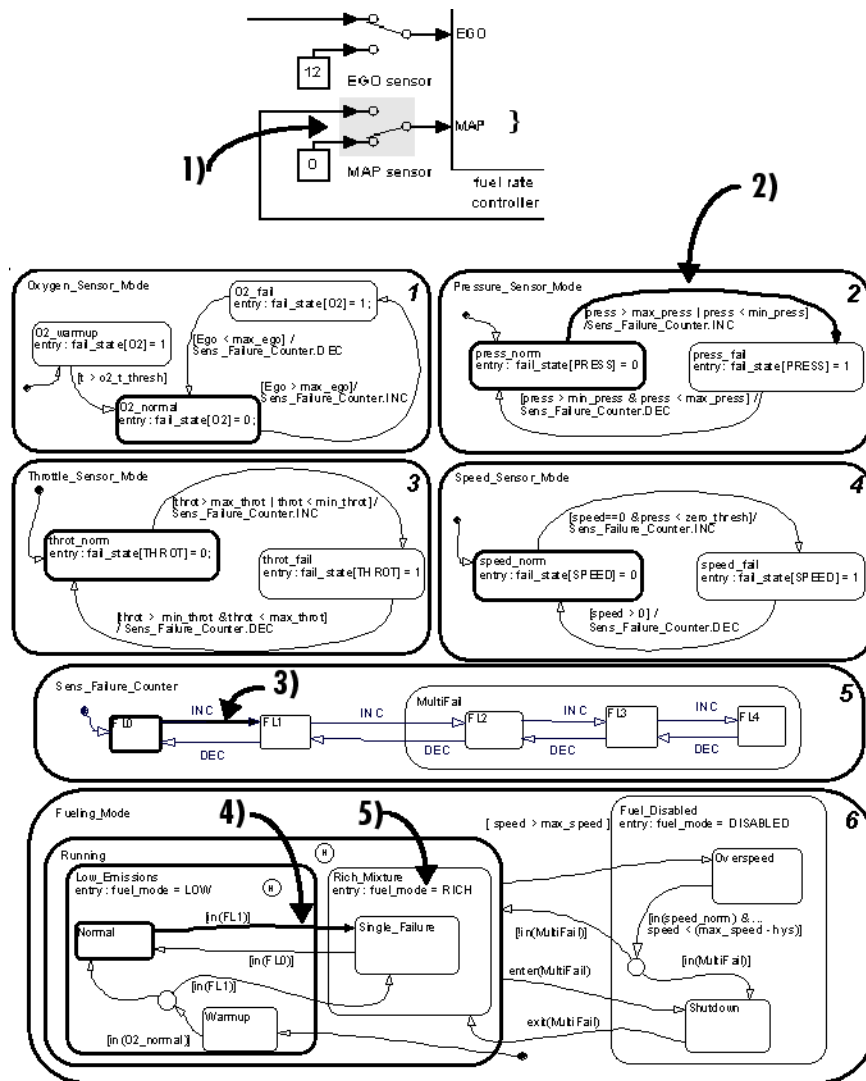 EGO
12
EGO sensor
1)
MAP }
0
MAP sensor
fuel rate
controller
2)
Oxygen_Sensor_Mode
1
O2_fail
entry: fail_state[O2] = 1;
O2_warmup
entry: fail_state[O2] = 1
[Ego < max_ego] /
Sens_Failure_Counter.DEC
[t > o2_t_thresh]
[Ego > max_ego]/
Sens_Failure_Counter.INC
O2_normal
entry: fail_state[O2] = 0;
Pressure_Sensor_Mode
2
[press > max_press | press < min_press]
/Sens_Failure_Counter.INC
press_norm
entry: fail_state[PRESS] = 0
press_fail
entry: fail_state[PRESS] = 1
[press > min_press & press < max_press] /
Sens_Failure_Counter.DEC
Throttle_Sensor_Mode
3
[throt > max_throt | throt < min_throt] /
Sens_Failure_Counter.INC
throt_norm
entry: fail_state[THROT] = 0;
throt_fail
entry: fail_state[THROT] = 1
[throt > min_throt &throt < max_throt]
/ Sens_Failure_Counter.DEC
Speed_Sensor_Mode
4
[speed==0 &press < zero_thresh]/
Sens_Failure_Counter.INC
speed_norm
entry: fail_state[SPEED] = 0
speed_fail
entry: fail_state[SPEED] = 1
[speed > 0] /
Sens_Failure_Counter.DEC
Sens_Failure_Counter
3)
5
MultiFail
INC
INC
INC
INC
FL0
FL1
FL2
FL3
FL4
DEC
DEC
DEC
DEC
Fueling_Mode
4)
5)
6
[ speed > max_speed ]
Fuel_Disabled
entry: fuel_mode = DISABLED
Running
H
Low_Emissions
entry: fuel_mode = LOW
H
Rich_Mixture
entry: fuel_mode = RICH
Overspeed
Normal
[in(FL1)]
Single_Failure
[in(speed_norm) &...
speed < (max_speed - hys)]
[!in(MultiFail)]
[in(FL0)]
[in(MultiFail)]
[in(FL1)]
enter(MultiFail)
Warmup
Shutdown
[in(O2_normal)]
exit(MultiFail)